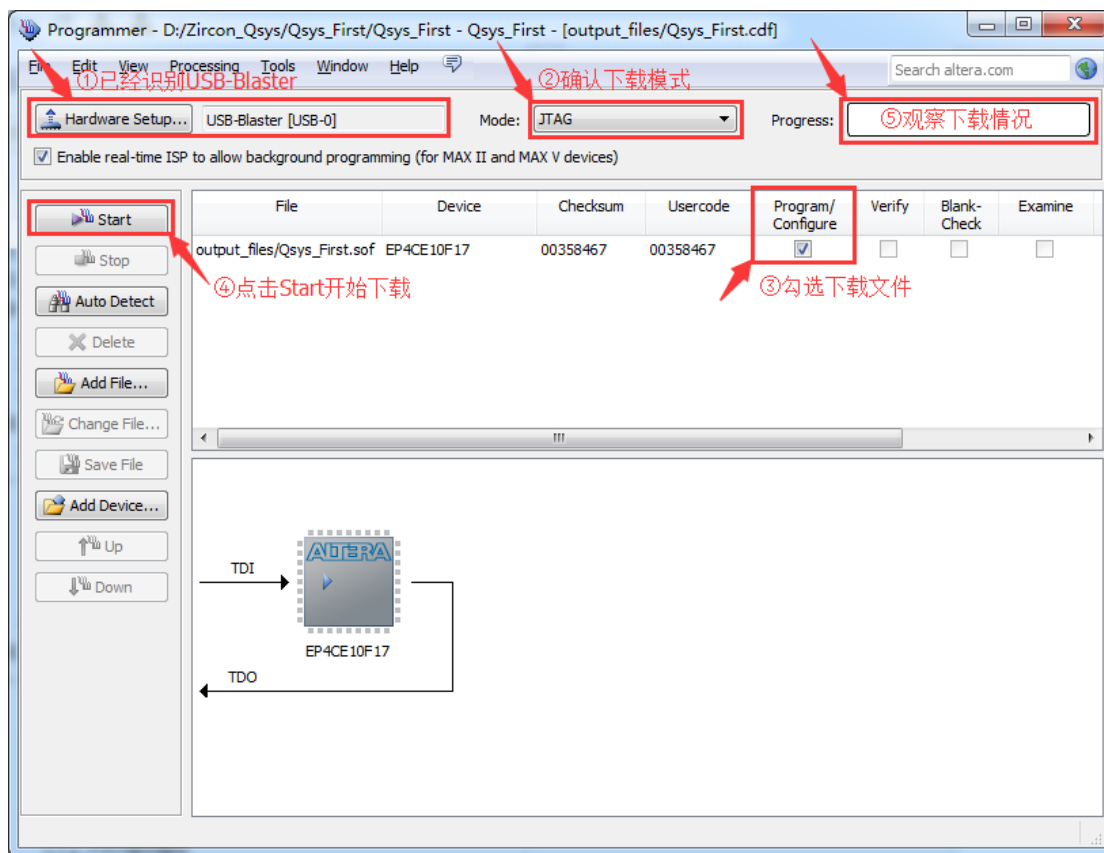 Programmer - D:/Zircon_Qsys/Qsys_First/Qsys_First - Qsys_First - [output_files/Qsys_First.cdf]
File Edit View Processing Tools Window Help
Search altera.com
①已经识别USB-Blaster
②确认下载模式
Hardware Setup...
USB-Blaster [USB-0]
Mode:
JTAG
Progress:
⑤观察下载情况
Enable real-time ISP to allow background programming (for MAX II and MAX V devices)
Start
Stop
Auto Detect
Delete
Add File...
Change File...
Save File
Add Device...
Up
Down
File Device Checksum Usercode Program/ Configure Verify Blank- Check Examine
output_files/Qsys_First.sof EP4CE10F17 00358467 00358467
④点击Start开始下载
③勾选下载文件
ALTERA
TDI
EP4CE10F17
TDO